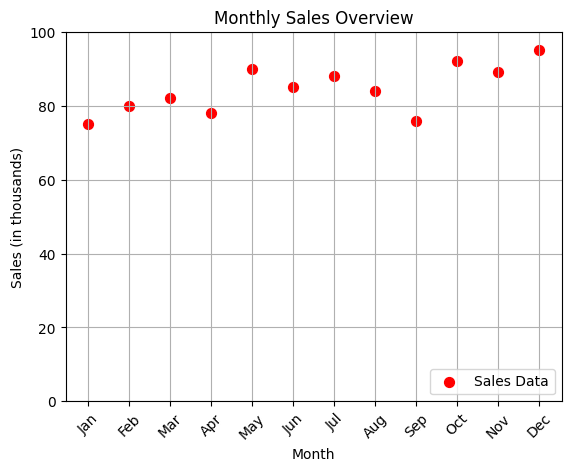 Monthly Sales Overview
100
80
60
40
20
0
Sales (in thousands)
Sales Data
Jan Feb Mar Apr May Jun Jul Aug Sep Oct Nov Dec
Month